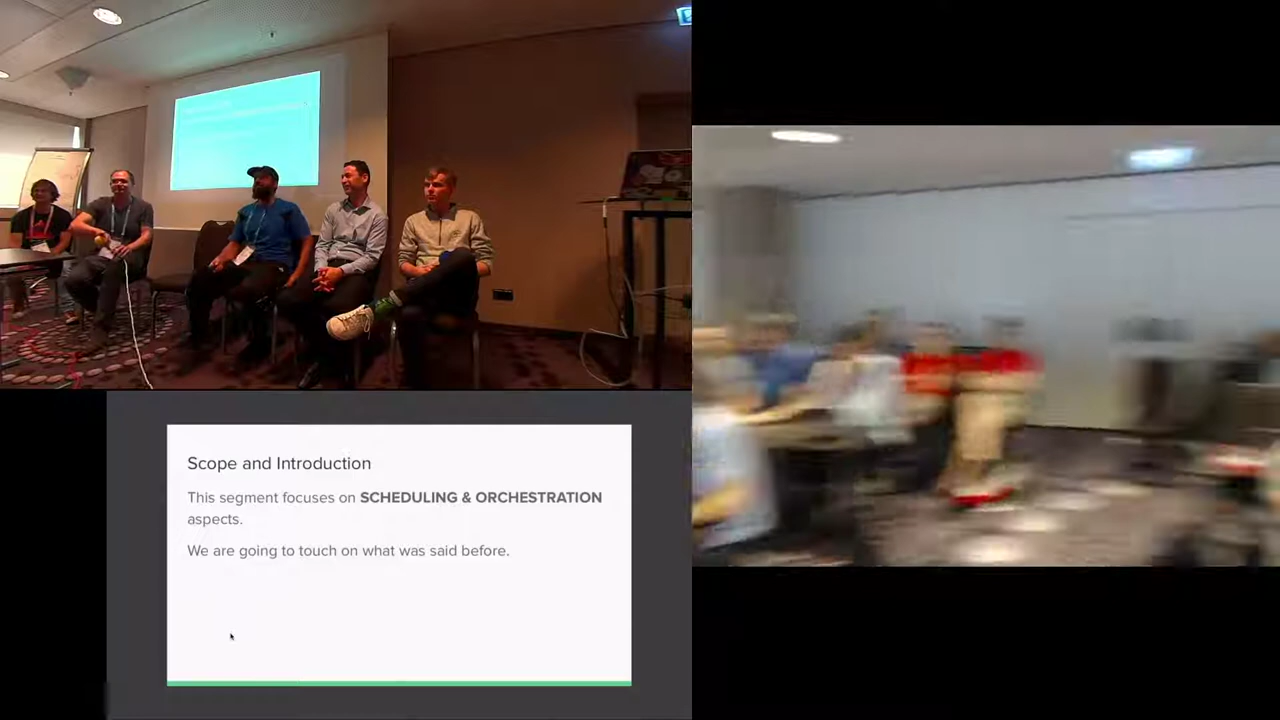 Scope and Introduction
This segment focuses on SCHEDULING & ORCHESTRATION
aspects.
We are going to touch on what was said before.